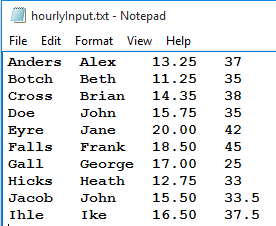 hourlyInput.txt - Notepad
File Edit Format View Help
Anders Alex 13.25 37
Botch Beth 11.25 35
Cross Brian 14.35 38
Doe John 15.75 35
Eyre Jane 20.00 42
Falls Frank 18.50 45
Gall George 17.00 25
Hicks Heath 12.75 33
Jacob John 15.50 33.5
Ihle Ike 16.50 37.5